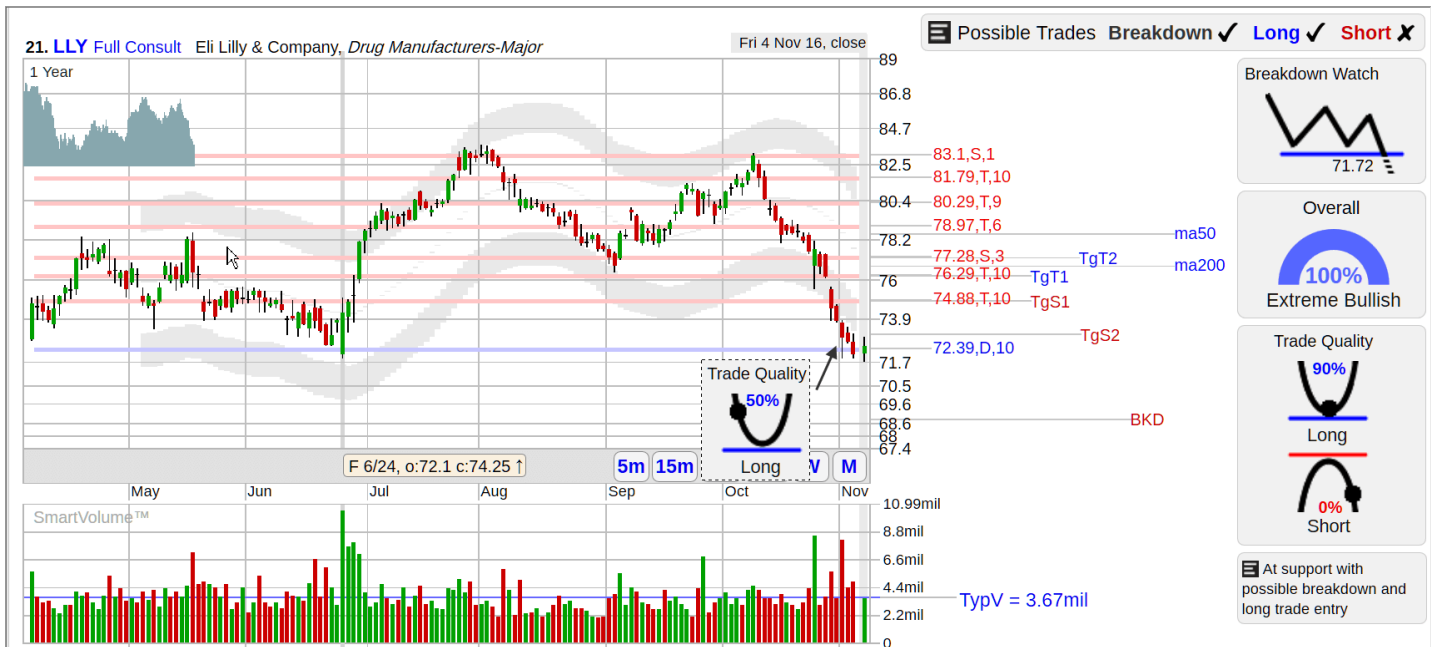 21. LLY Full Consult Eli Lilly & Company, Drug Manufacturers-Major
Fri 4 Nov 16, close
Possible Trades Breakdown ✓ Long ✓ Short ✗
1 Year
89
86.8
84.7
82.5
80.4
78.2
76
73.9
71.7
70.5
69.6
68.6
68
67.4
83.1,S,1
81.79,T,10
80.29,T,9
78.97,T,6
ma50
77.28,S,3
TgT2
ma200
76.29,T,10
TgT1
74.88,T,10
TgS1
TgS2
72.39,D,10
BKD
Trade Quality
50%
Long
F 6/24, o:72.1 c:74.25 ↑
5m
15m
M
May
Jun
Jul
Aug
Sep
Oct
Nov
SmartVolume™
10.99mil
8.8mil
6.6mil
4.4mil
2.2mil
0
TypV = 3.67mil
Breakdown Watch
71.72
Overall
100%
Extreme Bullish
Trade Quality
90%
Long
0%
Short
At support with
possible breakdown and
long trade entry